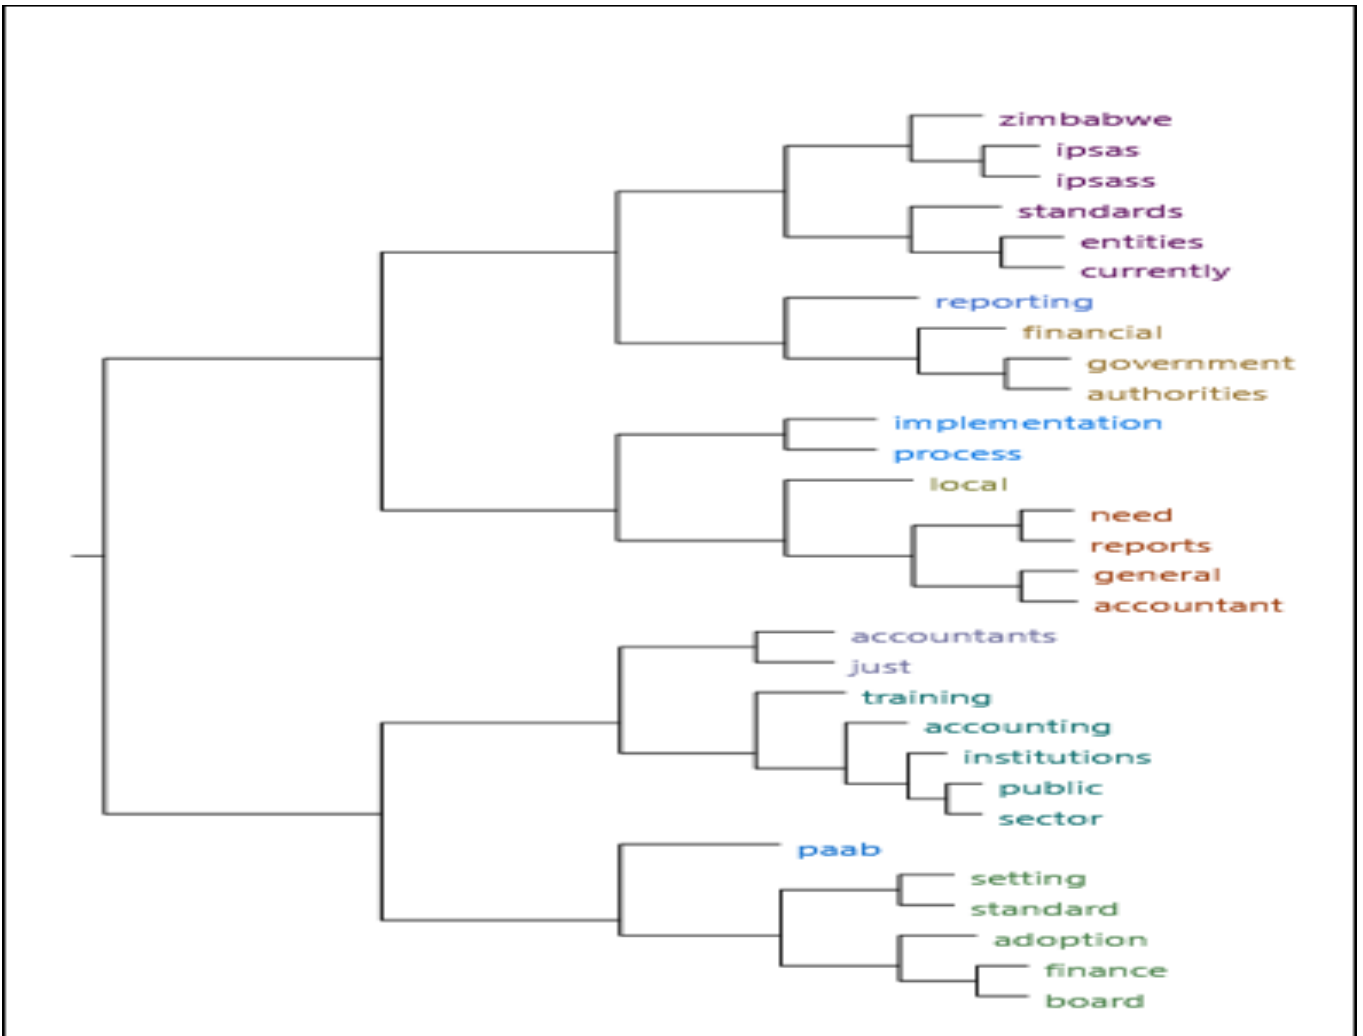 zimbabwe
ipsas
ipsass
standards
entities
currently
reporting
financial
government
authorities
implementation
process
local
need
reports
general
accountant
accountants
just
training
accounting
institutions
public
sector
paab
setting
standard
adoption
finance
board